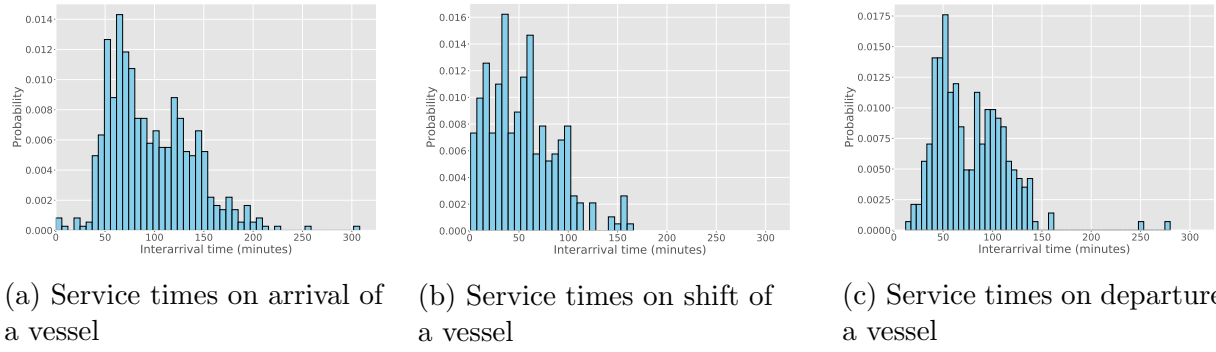 0.014
0.012
0.010
0.008
0.006
0.004
0.002
0.000
Probability
0 50 100 150 200 250 300
Interarrival time (minutes)
(a) Service times on arrival of
a vessel
0.016
0.014
0.012
0.010
0.008
0.006
0.004
0.002
0.000
Probability
0 50 100 150 200 250 300
Interarrival time (minutes)
(b) Service times on shift of
a vessel
0.0175
0.0150
0.0125
0.0100
0.0075
0.0050
0.0025
0.0000
Probability
0 50 100 150 200 250 300
Interarrival time (minutes)
(c) Service times on departure
a vessel